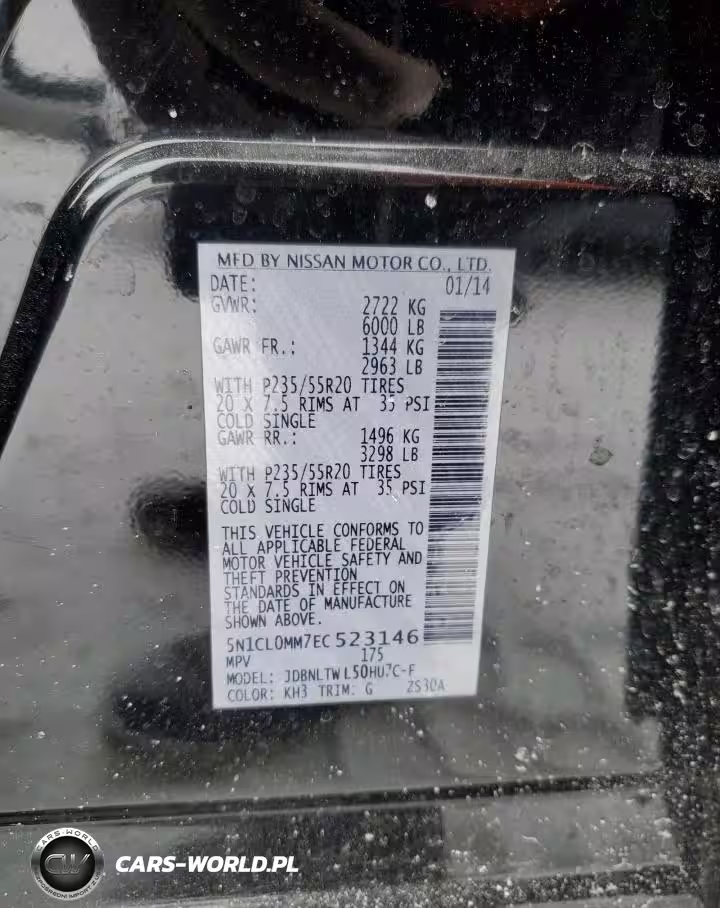 MFD BY NISSAN MOTOR CO., LTD.
DATE: 01/14
GVWR: 2722 KG
6000 LB
GAWR FR.: 1344 KG
2963 LB
WITH P235/55R20 TIRES
20 X 7.5 RIMS AT 35 PSI
COLD SINGLE
GAWR RR.: 1496 KG
3298 LB
WITH P235/55R20 TIRES
20 X 7.5 RIMS AT 35 PSI
COLD SINGLE
THIS VEHICLE CONFORMS TO
ALL APPLICABLE FEDERAL
MOTOR VEHICLE SAFETY AND
THEFT PREVENTION
STANDARDS IN EFFECT ON
THE DATE OF MANUFACTURE
SHOWN ABOVE.
5N1CL0MM7EC523146
MPV 175
MODEL: JDBNLTWL50HU7C-F
COLOR: KH3 TRIM: G ZS30A
CARS-WORLD
CW
CARS-WORLD.PL